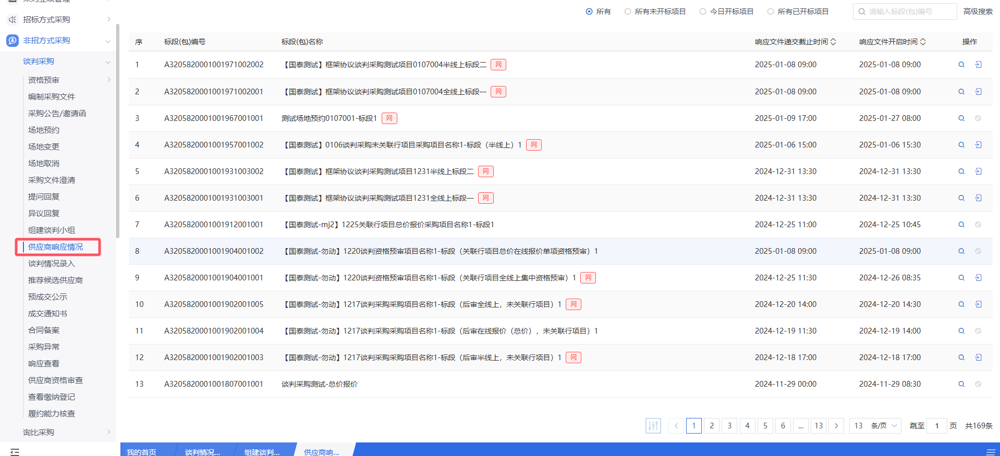 采购立项管理
招标方式采购
非招方式采购
谈判采购
资格预审
编制采购文件
采购公告/邀请函
场地预约
场地变更
场地取消
采购文件澄清
提问回复
异议回复
组建谈判小组
供应商响应情况
谈判情况录入
推荐候选供应商
预成交公示
成交通知书
合同备案
采购异常
响应查看
供应商资格审查
查看缴纳登记
履约能力核查
询比采购
所有 所有未开标项目 今日开标项目 所有已开标项目 请输入标段(包)编号 高级搜索
序 标段(包)编号 标段(包)名称 响应文件递交截止时间 响应文件开启时间 操作
1 A3205820001001971002002 【国泰测试】框架协议谈判采购测试项目0107004半线上标段二 网 2025-01-08 09:00 2025-01-08 09:00
2 A3205820001001971002001 【国泰测试】框架协议谈判采购测试项目0107004全线上标段一 网 2025-01-08 09:00 2025-01-08 09:00
3 A3205820001001967001001 测试场地预约0107001-标段1 网 2025-01-09 17:00 2025-01-27 08:00
4 A3205820001001957001002 【国泰测试】0106谈判采购未关联行项目采购项目名称1-标段（半线上）1 网 2025-01-06 15:00 2025-01-06 15:30
5 A3205820001001931003002 【国泰测试】框架协议谈判采购测试项目1231半线上标段二 网 2024-12-31 13:30 2024-12-31 13:30
6 A3205820001001931003001 【国泰测试】框架协议谈判采购测试项目1231全线上标段一 网 2024-12-31 13:30 2024-12-31 13:30
7 A3205820001001912001001 【国泰测试-mj2】1225关联行项目总价报价采购项目名称1-标段1 2024-12-25 11:00 2024-12-25 10:45
8 A3205820001001904001002 【国泰测试-勿动】1220谈判资格预审项目名称1-标段（关联行项目总价在线报价单项资格预审）1 2025-01-08 09:00 2025-01-08 09:00
9 A3205820001001904001001 【国泰测试-勿动】1220谈判资格预审项目名称1-标段（关联行项目全线上集中资格预审）1 网 2024-12-25 11:30 2024-12-26 08:35
10 A3205820001001902001005 【国泰测试-勿动】1217谈判采购采购项目名称1-标段（后审全线上，未关联行项目）1 网 2024-12-20 14:00 2024-12-20 14:30
11 A3205820001001902001004 【国泰测试-勿动】1217谈判采购采购项目名称1-标段（后审在线报价（总价），未关联行项目）1 2024-12-19 11:30 2024-12-19 14:00
12 A3205820001001902001003 【国泰测试-勿动】1217谈判采购采购项目名称1-标段（后审半线上，未关联行项目）1 网 2024-12-18 17:00 2024-12-18 17:00
13 A3205820001001807001001 谈判采购测试-总价报价 2024-11-29 00:00 2024-11-29 08:30
1 2 3 4 5 6 ... 13 13 条/页 跳至 1 页 共169条
我的首页 谈判情况... 组建谈判... 供应商响...